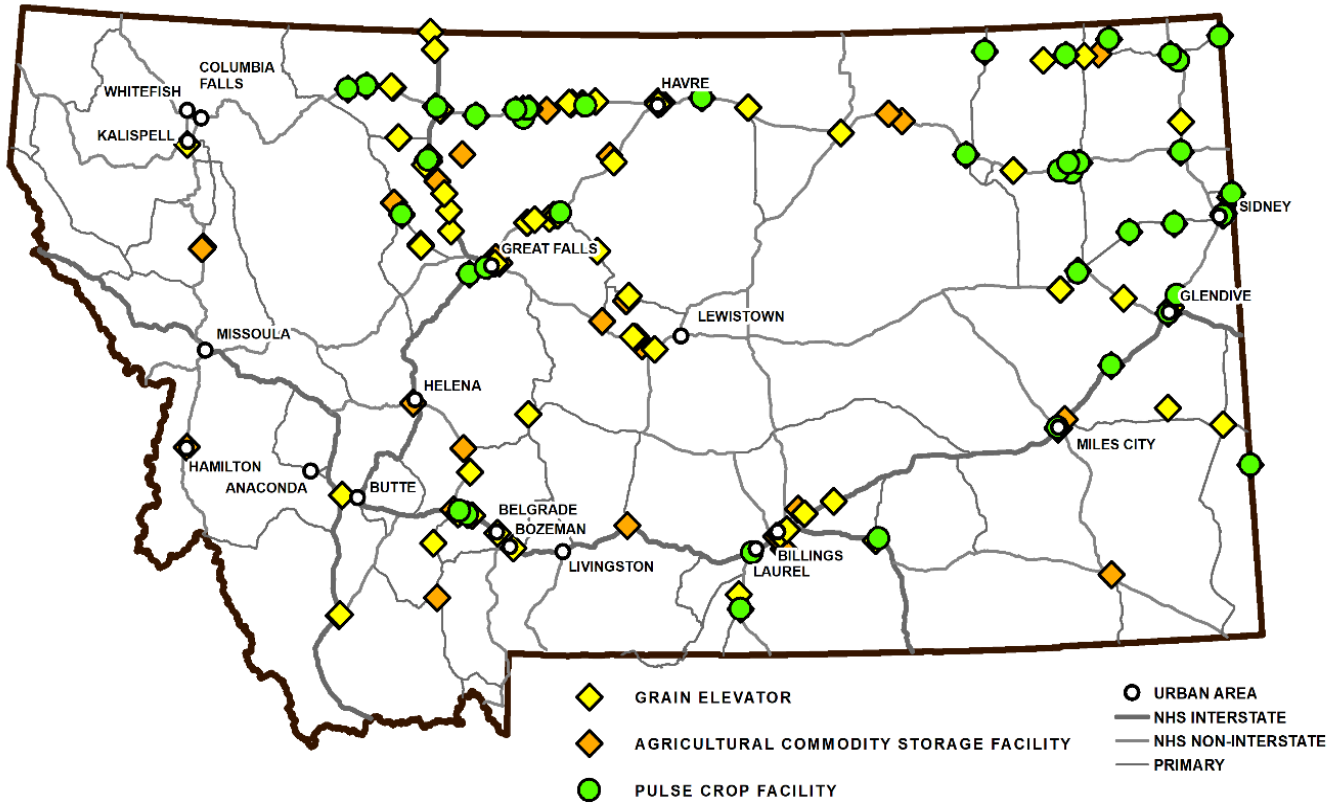 COLUMBIA
FALLS
WHITEFISH
KALISPELL
HAVRE
SIDNEY
GREAT FALLS
GLENDIVE
LEWISTOWN
MISSOULA
HELENA
MILES CITY
HAMILTON
ANACONDA
BUTTE
BELGRADE
BOZEMAN
BILLINGS
LAUREL
LIVINGSTON
GRAIN ELEVATOR
AGRICULTURAL COMMODITY STORAGE FACILITY
PULSE CROP FACILITY
URBAN AREA
NHS INTERSTATE
NHS NON-INTERSTATE
PRIMARY